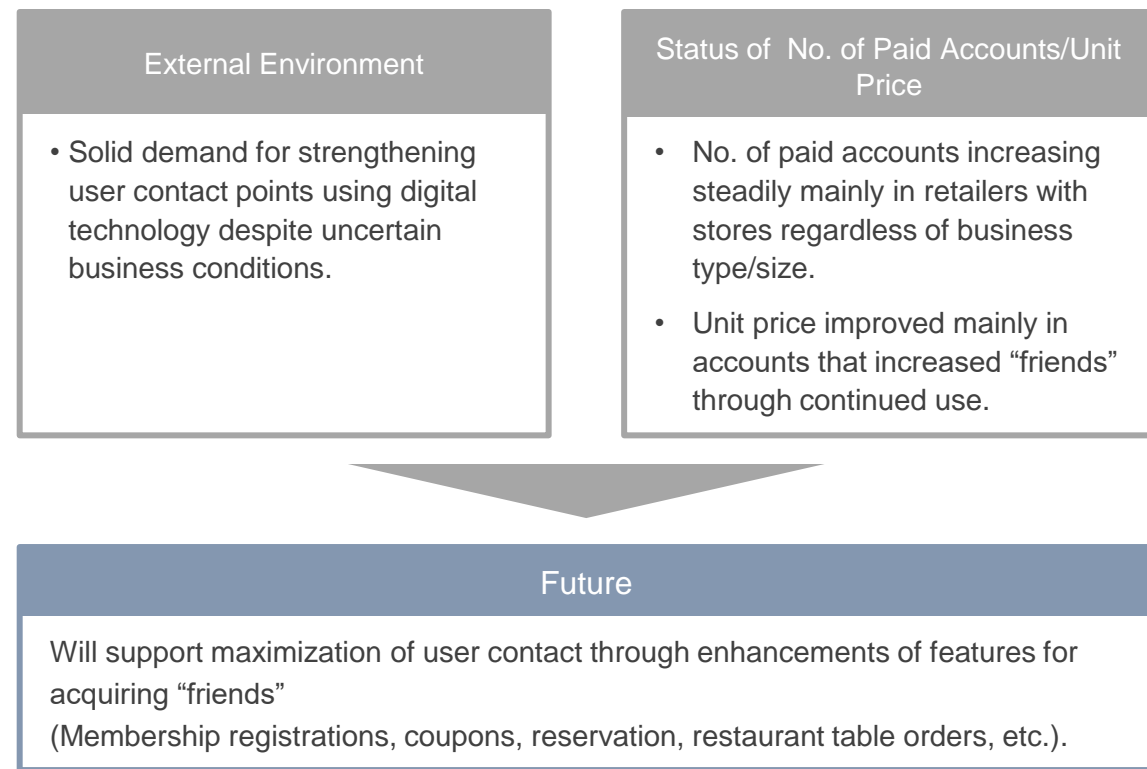 External Environment
• Solid demand for strengthening
user contact points using digital
technology despite uncertain
business conditions.
Status of  No. of Paid Accounts/Unit
Price
• No. of paid accounts increasing
steadily mainly in retailers with
stores regardless of business
type/size.
• Unit price improved mainly in
accounts that increased “friends”
through continued use.
Future
Will support maximization of user contact through enhancements of features for
acquiring “friends”
(Membership registrations, coupons, reservation, restaurant table orders, etc.).